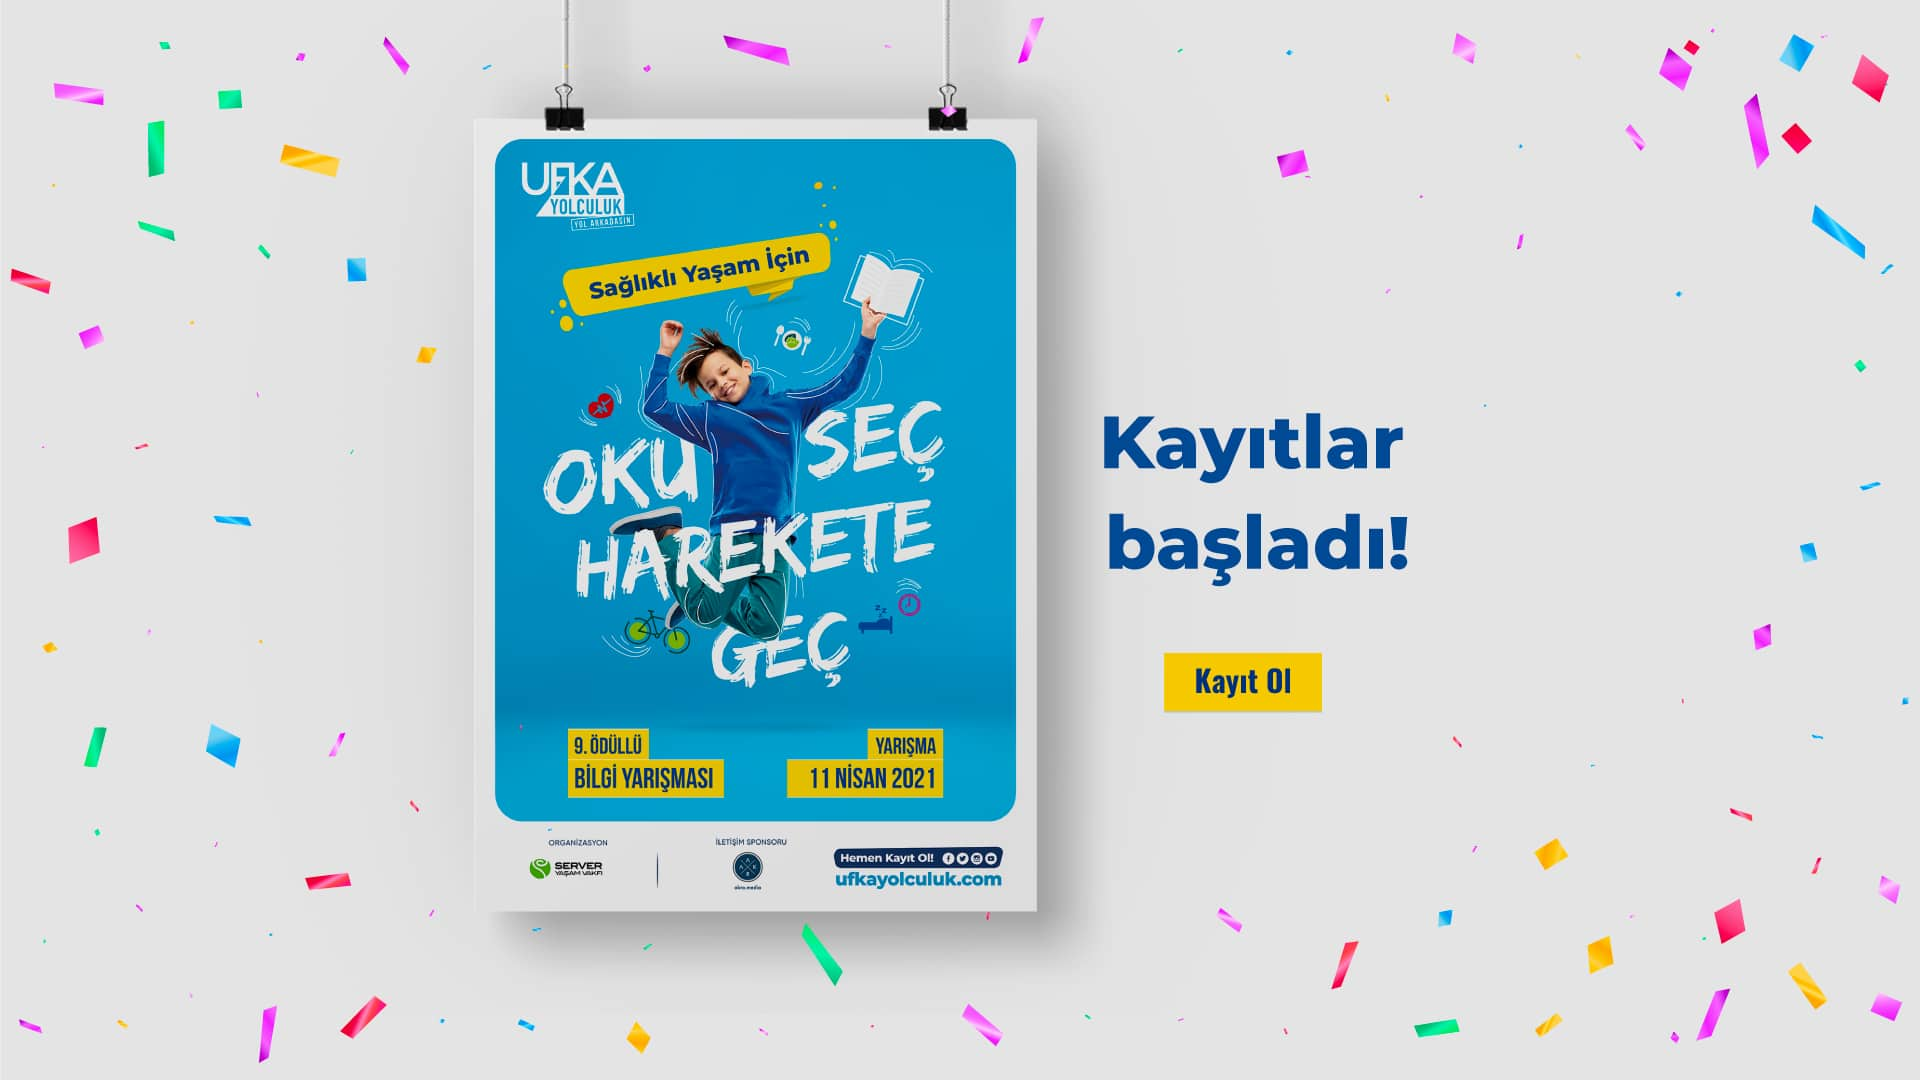 UFKA
YOLCULUK
YOL ARKADAŞIN
Sağlıklı Yaşam İçin
OKU SEÇ
HAREKETE
GEÇ
9. ÖDÜLLÜ
BİLGİ YARIŞMASI
YARIŞMA
11 NİSAN 2021
ORGANİZASYON
SERVER
YAŞAM VAKFI
İLETİŞİM SPONSORU
akra.media
Hemen Kayıt Ol!
ufkayolculuk.com
Kayıtlar
başladı!
Kayıt Ol